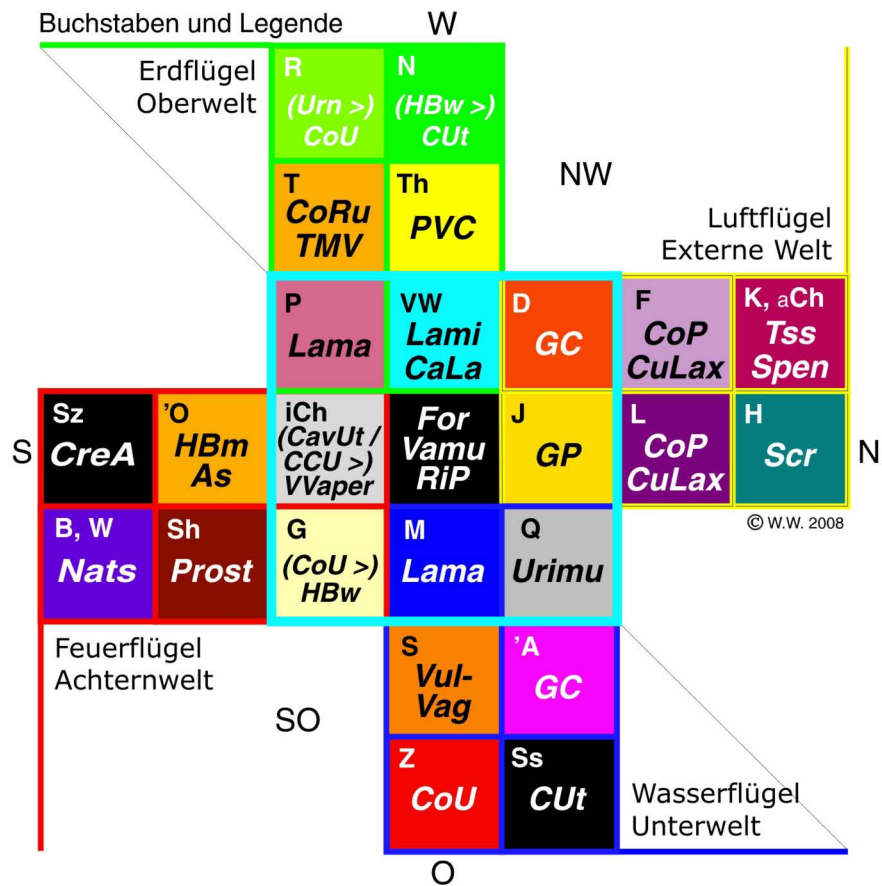 Buchstaben und Legende
W
Erdflügel
Oberwelt
R
(Urn >)
CoU
N
(HBw >)
CUt
T
CoRu
TMV
Th
PVC
NW
Luftflügel
Externe Welt
P
Lama
VW
Lami
CaLa
D
GC
F
CoP
CuLax
K, aCh
Tss
Spen
S
Sz
CreA
’O
HBm
As
iCh
(CavUt /
CCU >)
VVaper
For
Vamu
RiP
J
GP
L
CoP
CuLax
H
Scr
N
B, W
Nats
Sh
Prost
G
(CoU >)
HBw
M
Lama
Q
Urimu
© W.W. 2008
Feuerflügel
Achternwelt
SO
S
Vul-
Vag
’A
GC
Z
CoU
Ss
CUt
Wasserflügel
Unterwelt
O